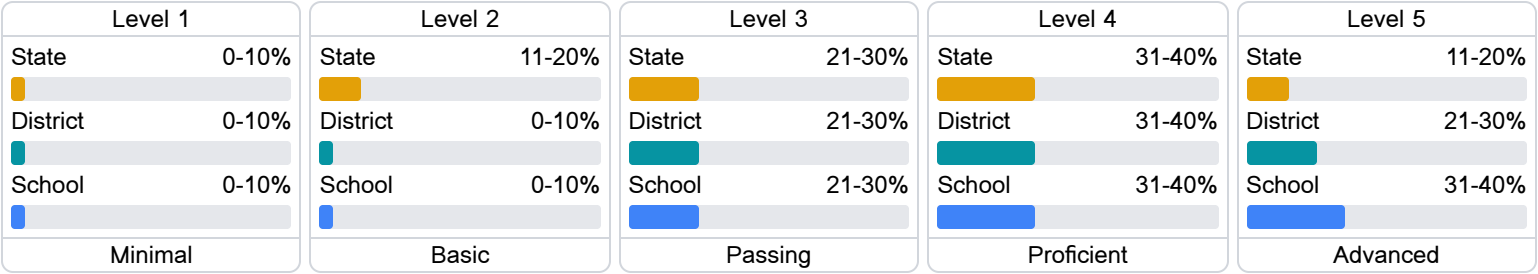 Level 1
State 0-10%
District 0-10%
School 0-10%
Minimal
Level 2
State 11-20%
District 0-10%
School 0-10%
Basic
Level 3
State 21-30%
District 21-30%
School 21-30%
Passing
Level 4
State 31-40%
District 31-40%
School 31-40%
Proficient
Level 5
State 11-20%
District 21-30%
School 31-40%
Advanced